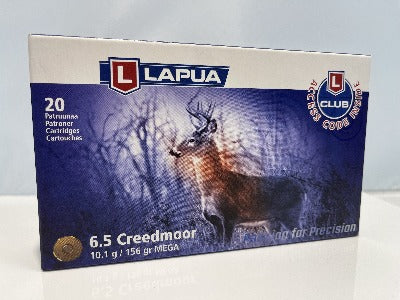 L LAPUA
L
CLUB
ACCESS CODE INSIDE
20
Patruunaa
Patroner
Cartridges
Cartouches
6.5 Creedmoor
10.1 g / 156 gr MEGA
for Precision